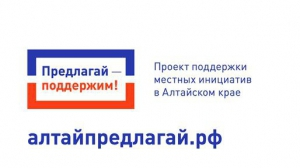 Предлагай —
поддержим!
Проект поддержки
местных инициатив
в Алтайском крае
алтайпредлагай.рф